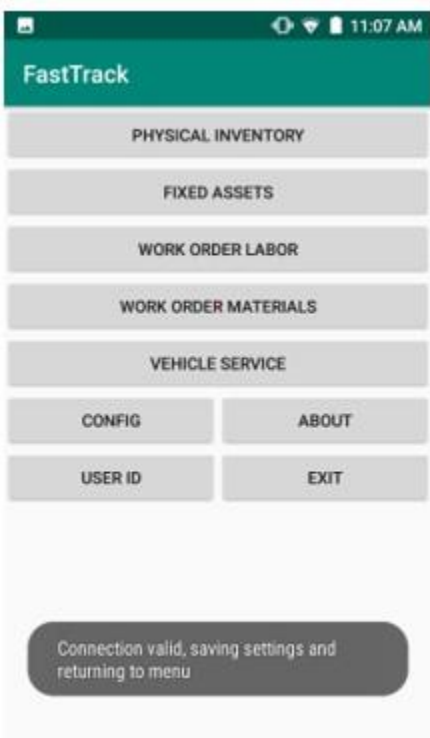 11:07 AM
FastTrack
PHYSICAL INVENTORY
FIXED ASSETS
WORK ORDER LABOR
WORK ORDER MATERIALS
VEHICLE SERVICE
CONFIG ABOUT
USER ID EXIT
Connection valid, saving settings and
returning to menu